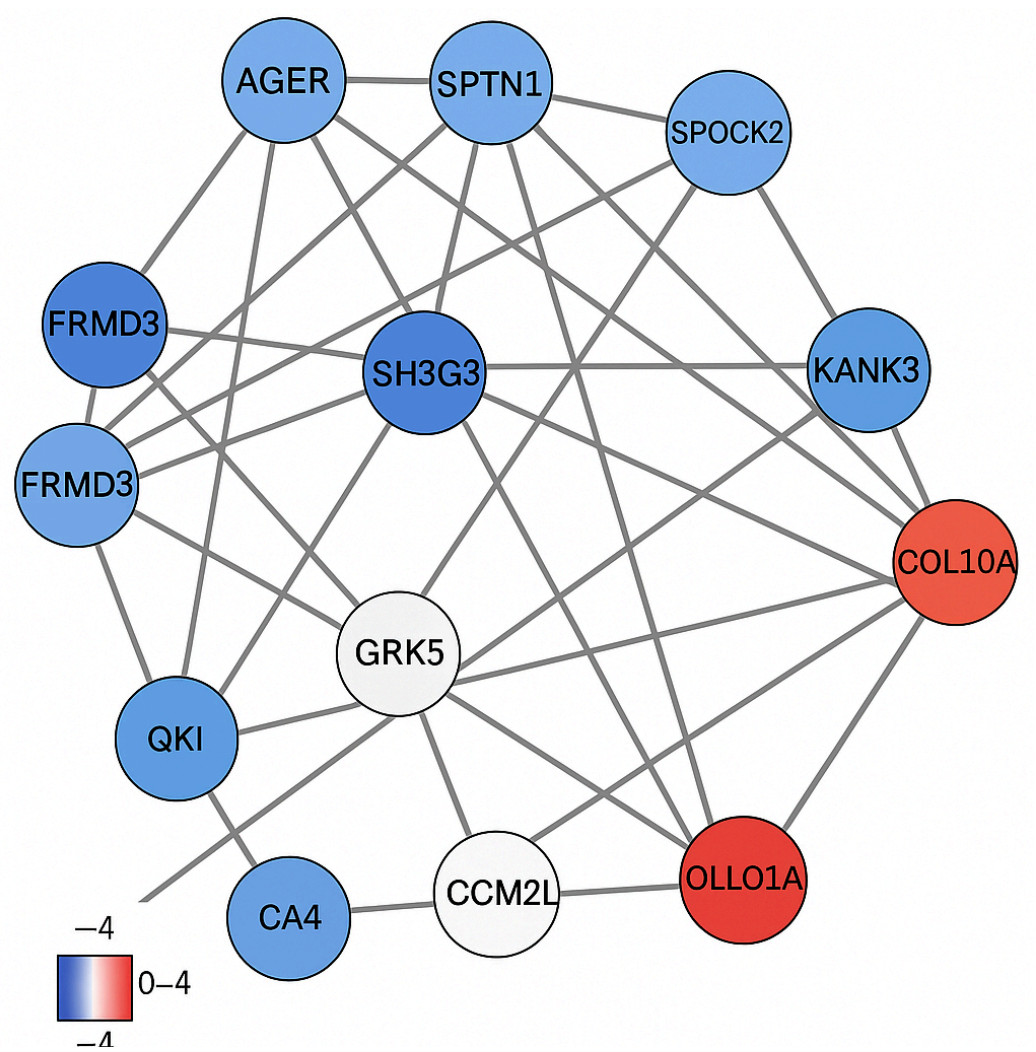 AGER
SPTN1
SPOCK2
FRMD3
SH3G3
KANK3
FRMD3
COL10A
GRK5
QKI
CCM2L
OLLO1A
CA4
−4
0−4
−4